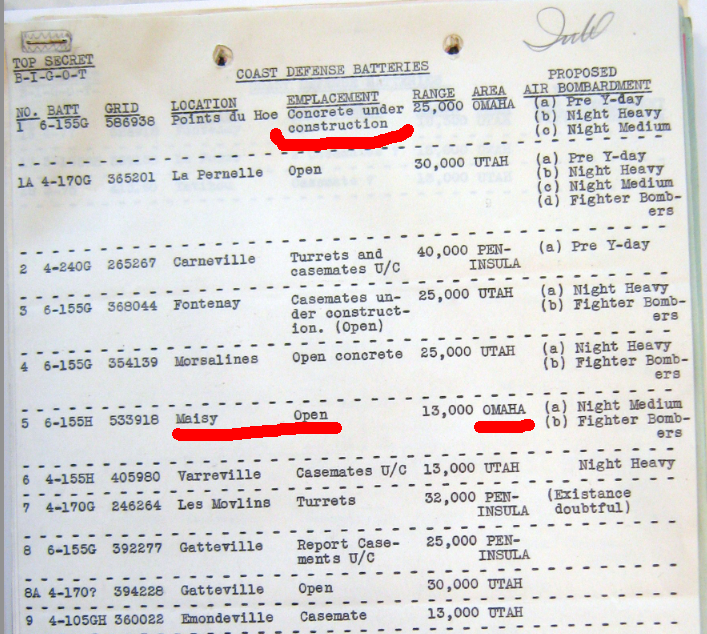 TOP SECRET
B-I-G-O-T
COAST DEFENSE BATTERIES
PROPOSED
NO. BATT GRID LOCATION EMPLACEMENT RANGE AREA AIR BOMBARDMENT
1 6-155G 586938 Points du Hoe Concrete under 25,000 OMAHA (a) Pre Y-day
construction (b) Night Heavy
(c) Night Medium
1A 4-170G 365201 La Pernelle Open 30,000 UTAH (a) Pre Y-day
(b) Night Heavy
(c) Night Medium
(d) Fighter Bomb-
ers
2 4-240G 265267 Carneville Turrets and 40,000 PEN- (a) Pre Y-day
casemates U/C INSULA
3 6-155G 368044 Fontenay Casemates un- 25,000 UTAH (a) Night Heavy
der construct- (b) Fighter Bomb-
ion. (Open) ers
4 6-155G 354139 Morsalines Open concrete 25,000 UTAH (a) Night Heavy
(b) Fighter Bomb-
ers
5 6-155H 533918 Maisy Open 13,000 OMAHA (a) Night Medium
(b) Fighter Bomb-
ers
6 4-155H 405980 Varreville Casemates U/C 13,000 UTAH Night Heavy
7 4-170G 246264 Les Movlins Turrets 32,000 PEN- (Existance
INSULA doubtful)
8 6-155G 392277 Gatteville Report Case- 25,000 PEN-
ments U/C INSULA
8A 4-170? 394228 Gatteville Open 30,000 UTAH
9 4-105GH 360022 Emondeville Casemate 13,000 UTAH